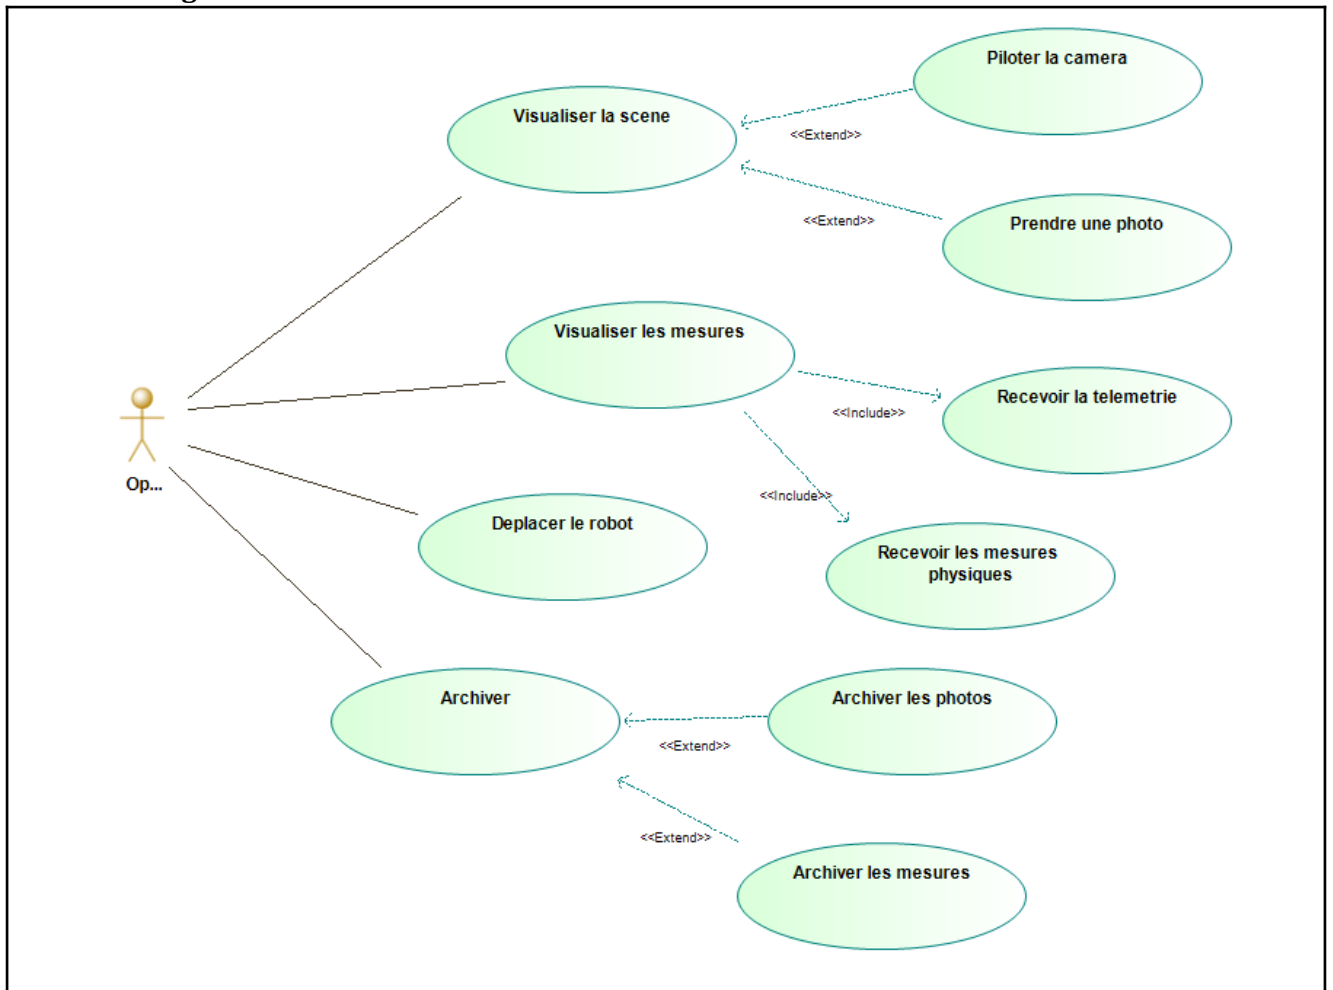 Piloter la camera
Visualiser la scene
<<Extend>>
<<Extend>>
Prendre une photo
Visualiser les mesures
Recevoir la telemetrie
<<Include>>
Op...
<<Include>>
Deplacer le robot
Recevoir les mesures
physiques
Archiver
Archiver les photos
<<Extend>>
<<Extend>>
Archiver les mesures